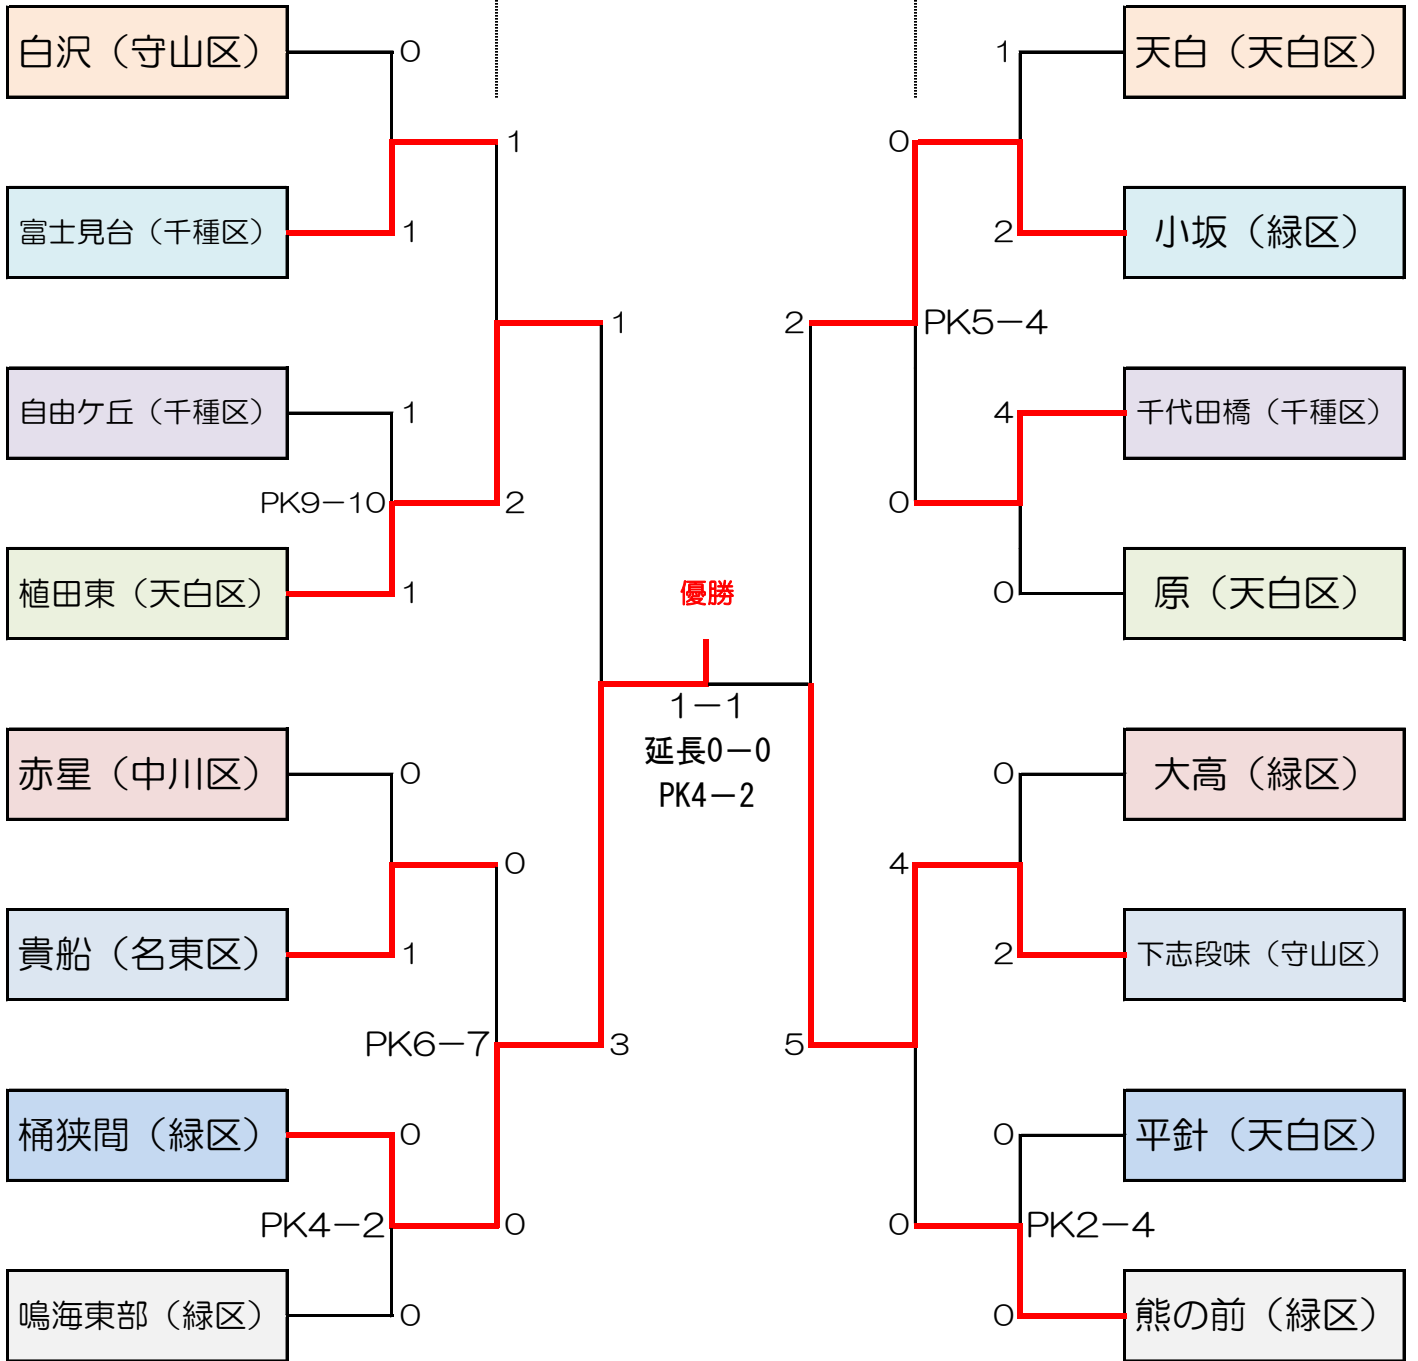 白沢（守山区）
0
1
天白（天白区）
1
0
富士見台（千種区）
1
2
小坂（緑区）
1
2
PK5－4
自由ケ丘（千種区）
1
4
千代田橋（千種区）
PK9－10
2
0
植田東（天白区）
1
優勝
0
原（天白区）
1－1
延長0－0
PK4－2
赤星（中川区）
0
0
大高（緑区）
0
4
貴船（名東区）
1
2
下志段味（守山区）
PK6－7
3
5
桶狭間（緑区）
0
0
平針（天白区）
PK4－2
0
0
PK2－4
鳴海東部（緑区）
0
0
熊の前（緑区）